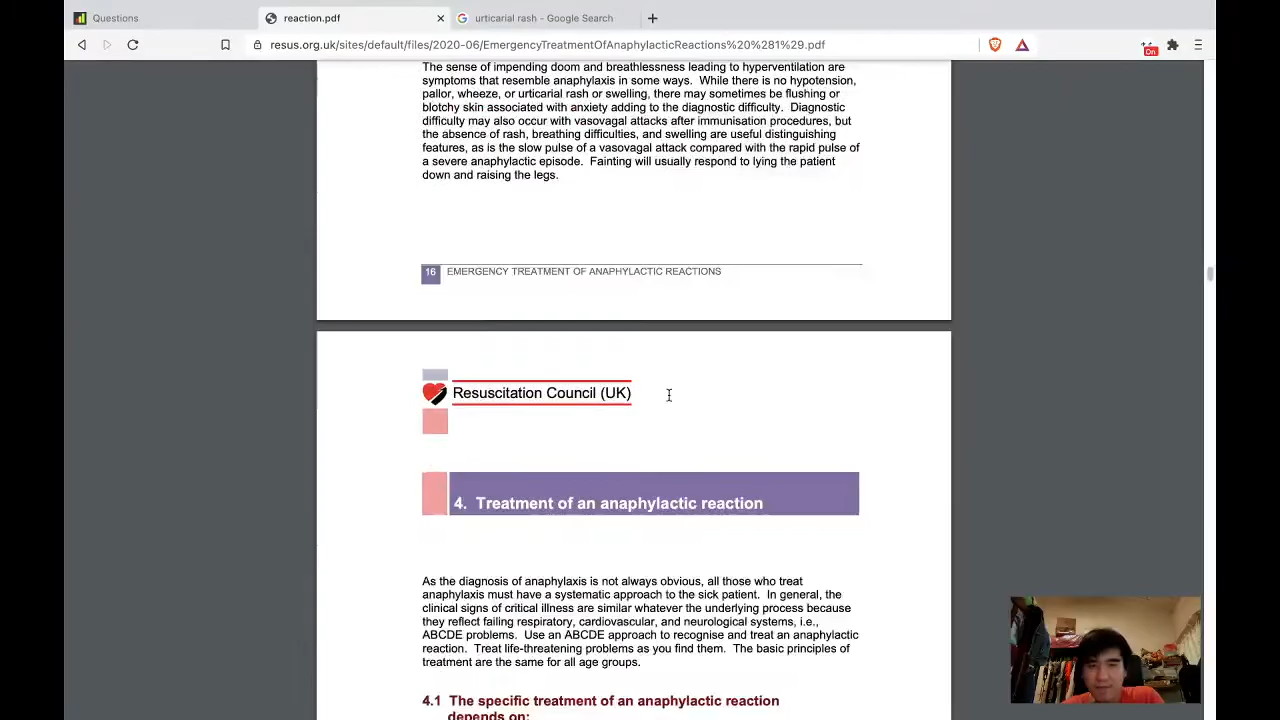 Questions
reaction.pdf
urticarial rash - Google Search
resus.org.uk/sites/default/files/2020-06/EmergencyTreatmentOfAnaphylacticReactions%20%281%29.pdf
On
The sense of impending doom and breathlessness leading to hyperventilation are
symptoms that resemble anaphylaxis in some ways. While there is no hypotension,
pallor, wheeze, or urticarial rash or swelling, there may sometimes be flushing or
blotchy skin associated with anxiety adding to the diagnostic difficulty. Diagnostic
difficulty may also occur with vasovagal attacks after immunisation procedures, but
the absence of rash, breathing difficulties, and swelling are useful distinguishing
features, as is the slow pulse of a vasovagal attack compared with the rapid pulse of
a severe anaphylactic episode. Fainting will usually respond to lying the patient
down and raising the legs.
16 EMERGENCY TREATMENT OF ANAPHYLACTIC REACTIONS
Resuscitation Council (UK)
4. Treatment of an anaphylactic reaction
As the diagnosis of anaphylaxis is not always obvious, all those who treat
anaphylaxis must have a systematic approach to the sick patient. In general, the
clinical signs of critical illness are similar whatever the underlying process because
they reflect failing respiratory, cardiovascular, and neurological systems, i.e.,
ABCDE problems. Use an ABCDE approach to recognise and treat an anaphylactic
reaction. Treat life-threatening problems as you find them. The basic principles of
treatment are the same for all age groups.
4.1 The specific treatment of an anaphylactic reaction
depends on: